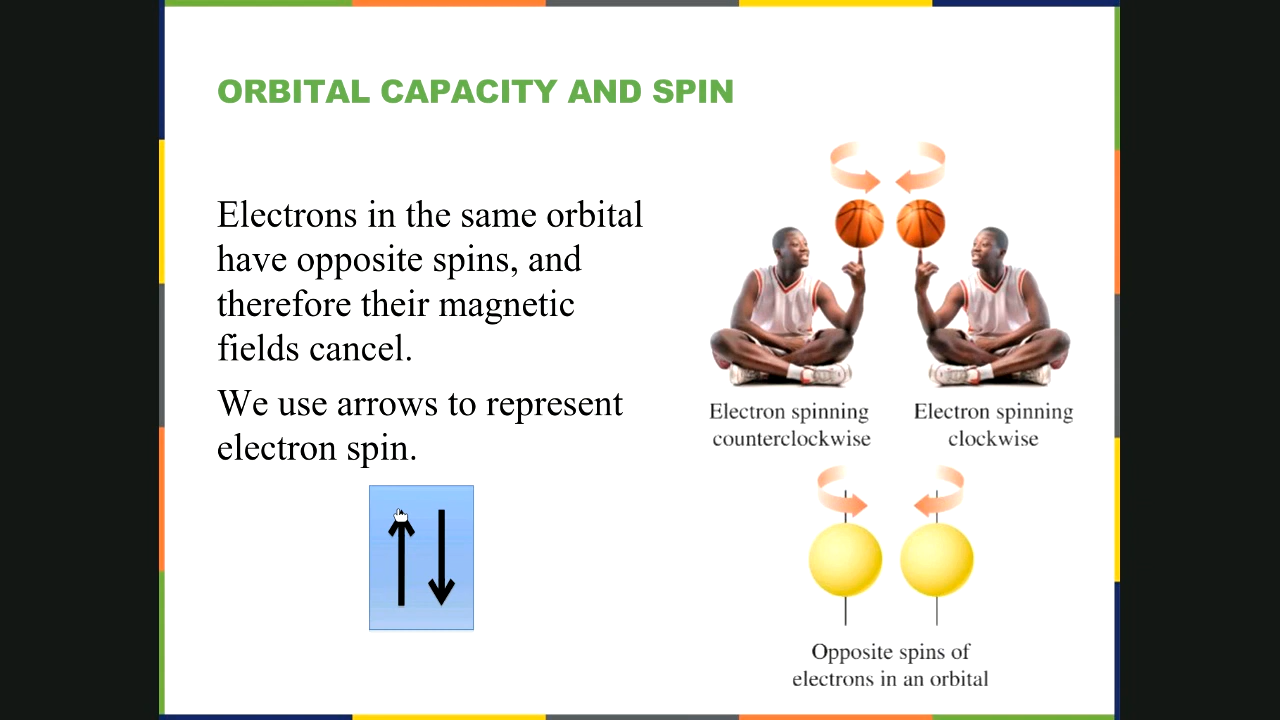 ORBITAL CAPACITY AND SPIN
Electrons in the same orbital
have opposite spins, and
therefore their magnetic
fields cancel.
We use arrows to represent
electron spin.
Electron spinning
counterclockwise
Electron spinning
clockwise
Opposite spins of
electrons in an orbital